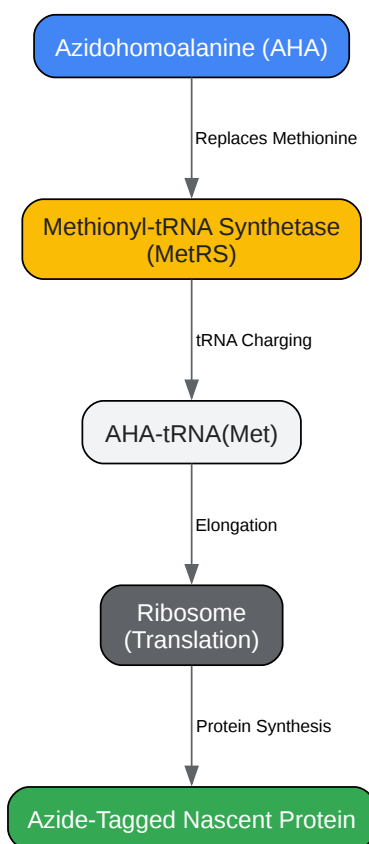 Azidohomoalanine (AHA)
Replaces Methionine
Methionyl-tRNA Synthetase
(MetRS)
tRNA Charging
AHA-tRNA(Met)
Elongation
Ribosome
(Translation)
Protein Synthesis
Azide-Tagged Nascent Protein